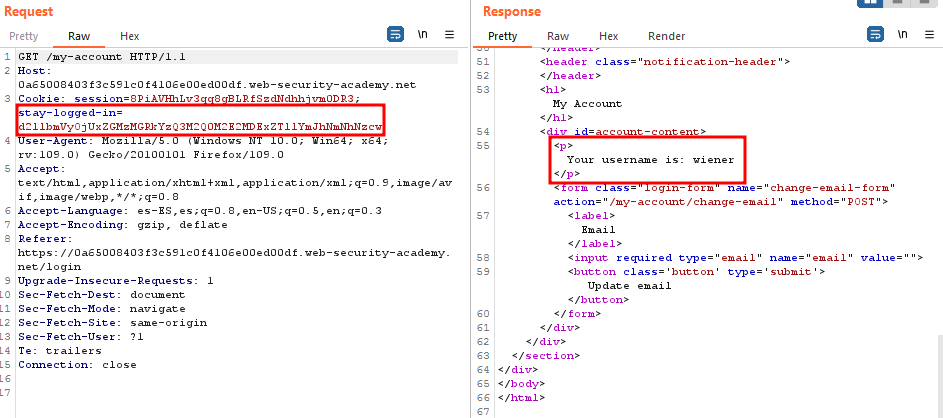 Request
Pretty
Raw
Hex
\n
1 GET /my-account HTTP/1.1
2 Host:
0a65008403f3c591c0f4106e00ed00df.web-security-academy.net
3 Cookie: session=8PiAVHhLv3qq8gBLRfSzdNdhhjvm0DR3;
stay-logged-in=
d2llbmVyOjUxZGMzMGRkYzQ3M2Q0M2E2MDExZTllYmJhNmNhNzcw
4 User-Agent: Mozilla/5.0 (Windows NT 10.0; Win64; x64;
rv:109.0) Gecko/20100101 Firefox/109.0
5 Accept:
text/html,application/xhtml+xml,application/xml;q=0.9,image/av
if,image/webp,*/*;q=0.8
6 Accept-Language: es-ES,es;q=0.8,en-US;q=0.5,en;q=0.3
7 Accept-Encoding: gzip, deflate
8 Referer:
https://0a65008403f3c591c0f4106e00ed00df.web-security-academy.
net/login
9 Upgrade-Insecure-Requests: 1
10 Sec-Fetch-Dest: document
11 Sec-Fetch-Mode: navigate
12 Sec-Fetch-Site: same-origin
13 Sec-Fetch-User: ?1
14 Te: trailers
15 Connection: close
16
17
Response
Pretty
Raw
Hex
Render
\n
50 </header>
51 <header class="notification-header">
52 </header>
53 <h1>
My Account
</h1>
54 <div id=account-content>
55 <p>
Your username is: wiener
</p>
56 <form class="login-form" name="change-email-form"
action="/my-account/change-email" method="POST">
57 <label>
Email
</label>
58 <input required type="email" name="email" value="">
59 <button class='button' type='submit'>
Update email
</button>
60 </form>
61 </div>
62 </div>
63 </section>
64 </div>
65 </body>
66 </html>
67